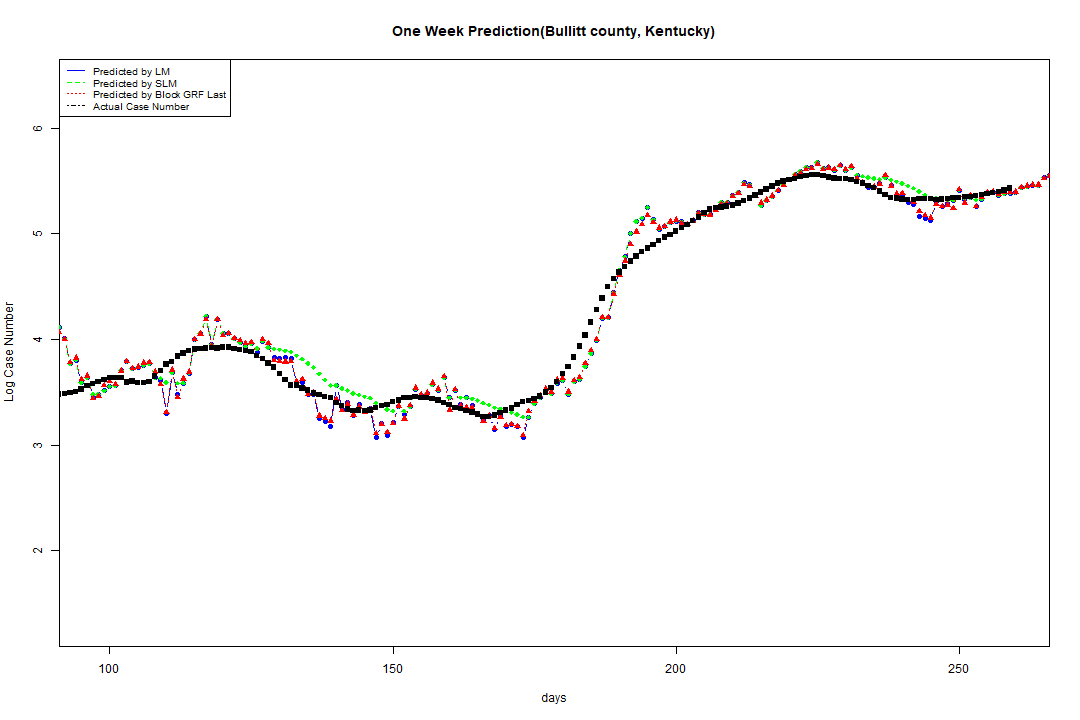 One Week Prediction(Bullitt county, Kentucky)
Predicted by LM
Predicted by SLM
Predicted by Block GRF Last
Actual Case Number
Log Case Number
6
5
4
3
2
100
150
200
250
days